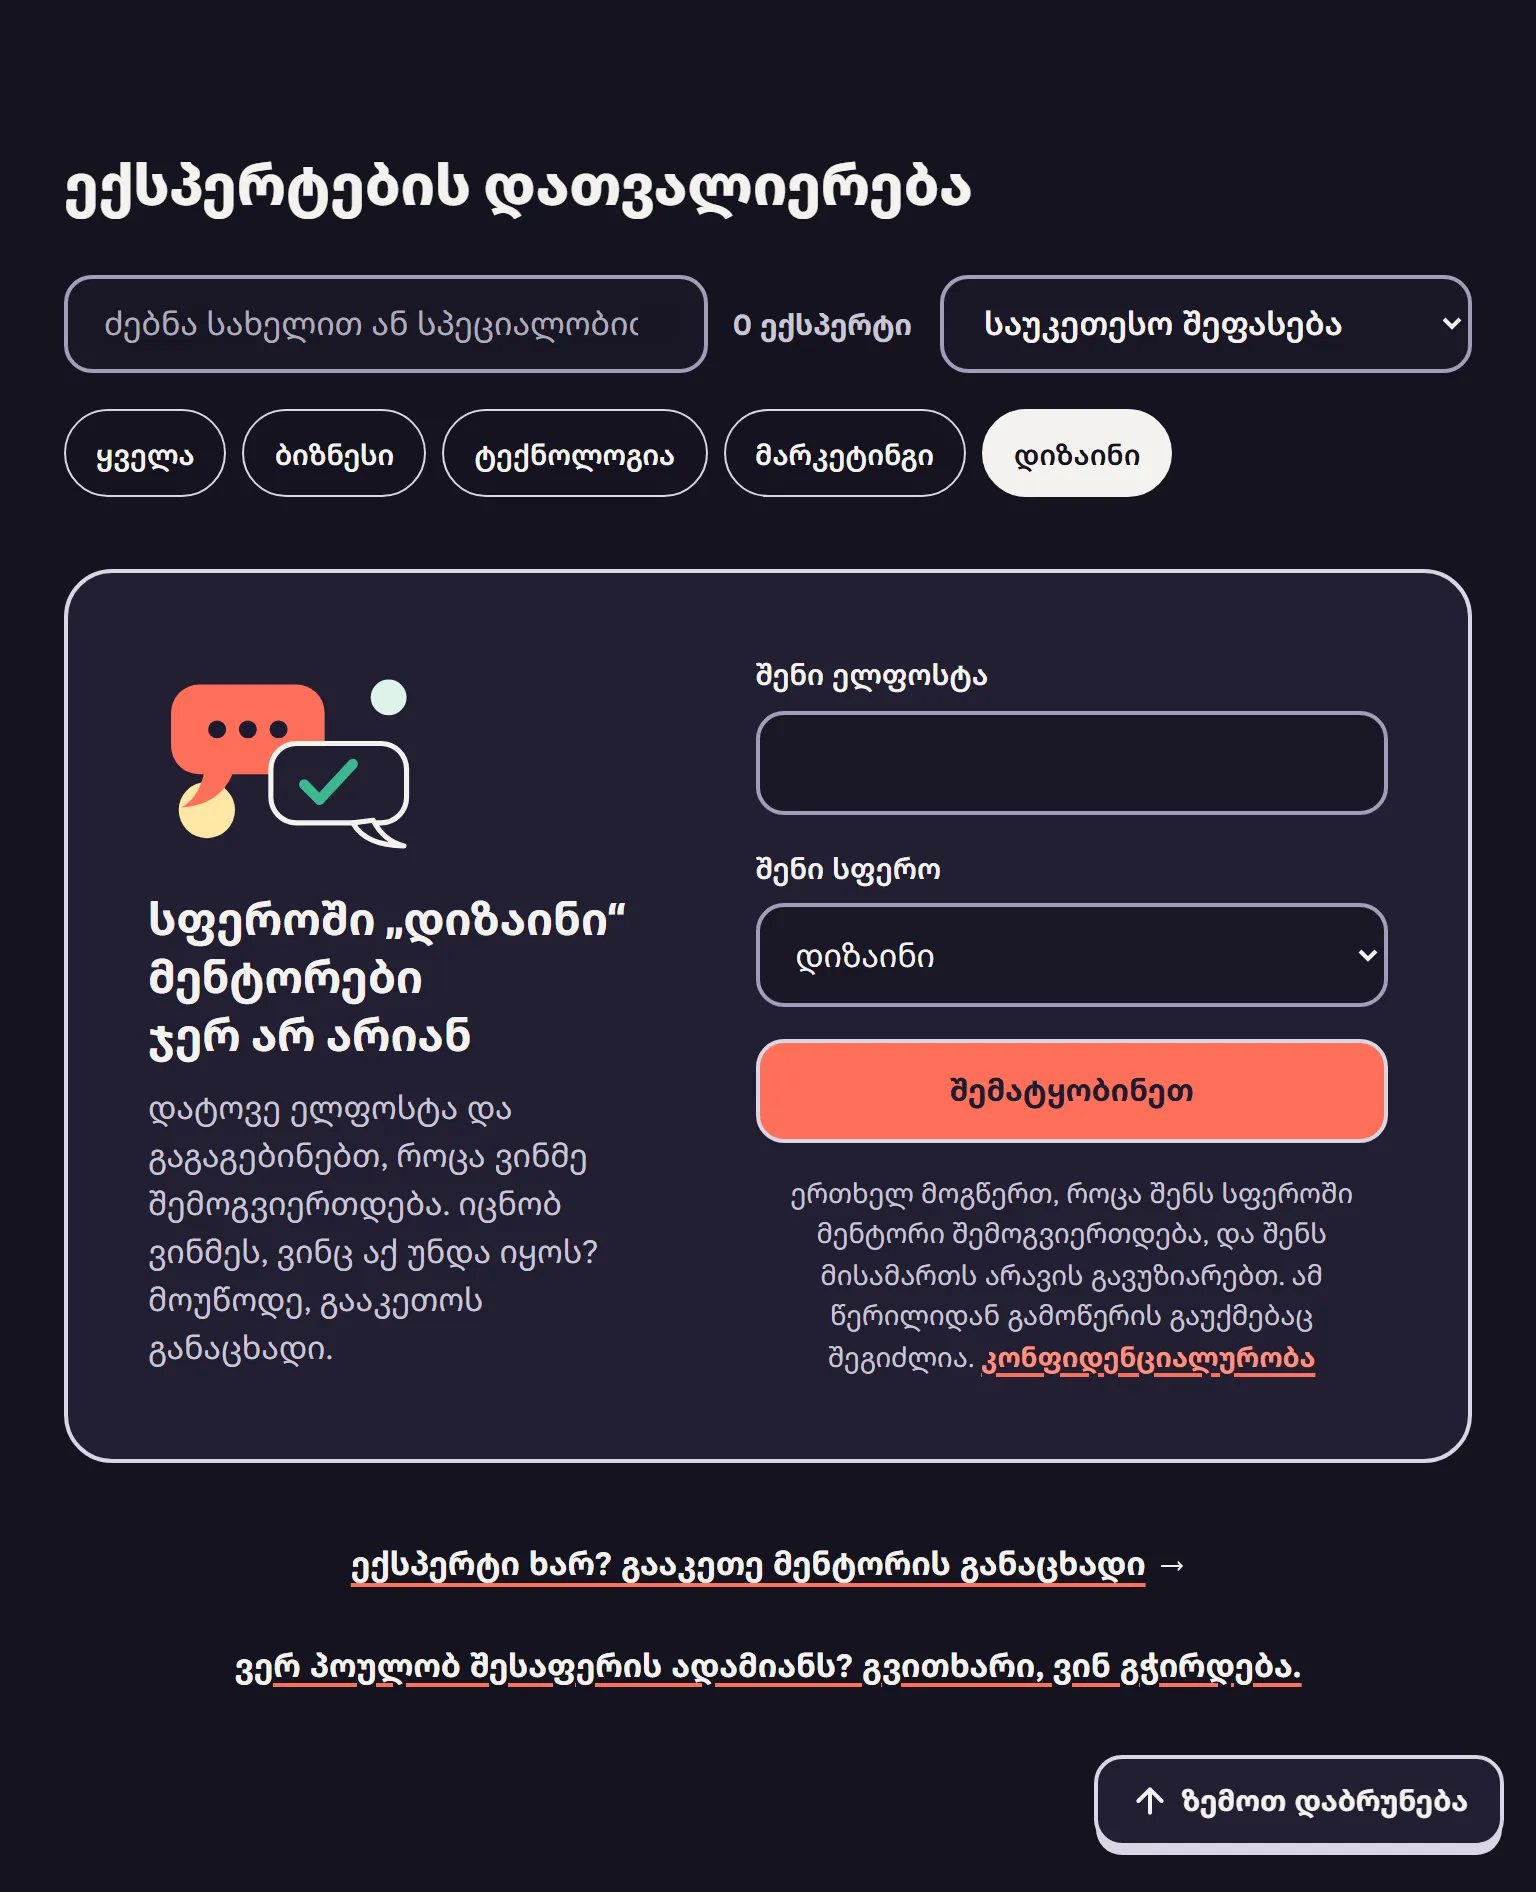 ექსპერტების დათვალიერება
ძებნა სახელით ან სპეციალობით
0 ექსპერტი
საუკეთესო შეფასება
ყველა
ბიზნესი
ტექნოლოგია
მარკეტინგი
დიზაინი
სფეროში „დიზაინი“
მენტორები
ჯერ არ არიან
დატოვე ელფოსტა და
გაგაგებინებთ, როცა ვინმე
შემოგვიერთდება. იცნობ
ვინმეს, ვინც აქ უნდა იყოს?
მოუწოდე, გააკეთოს
განაცხადი.
შენი ელფოსტა
შენი სფერო
დიზაინი
შემატყობინეთ
ერთხელ მოგწერთ, როცა შენს სფეროში
მენტორი შემოგვიერთდება, და შენს
მისამართს არავის გავუზიარებთ. ამ
წერილიდან გამოწერის გაუქმებაც
შეგიძლია. კონფიდენციალურობა
ექსპერტი ხარ? გააკეთე მენტორის განაცხადი →
ვერ პოულობ შესაფერის ადამიანს? გვითხარი, ვინ გჭირდება.
↑ ზემოთ დაბრუნება